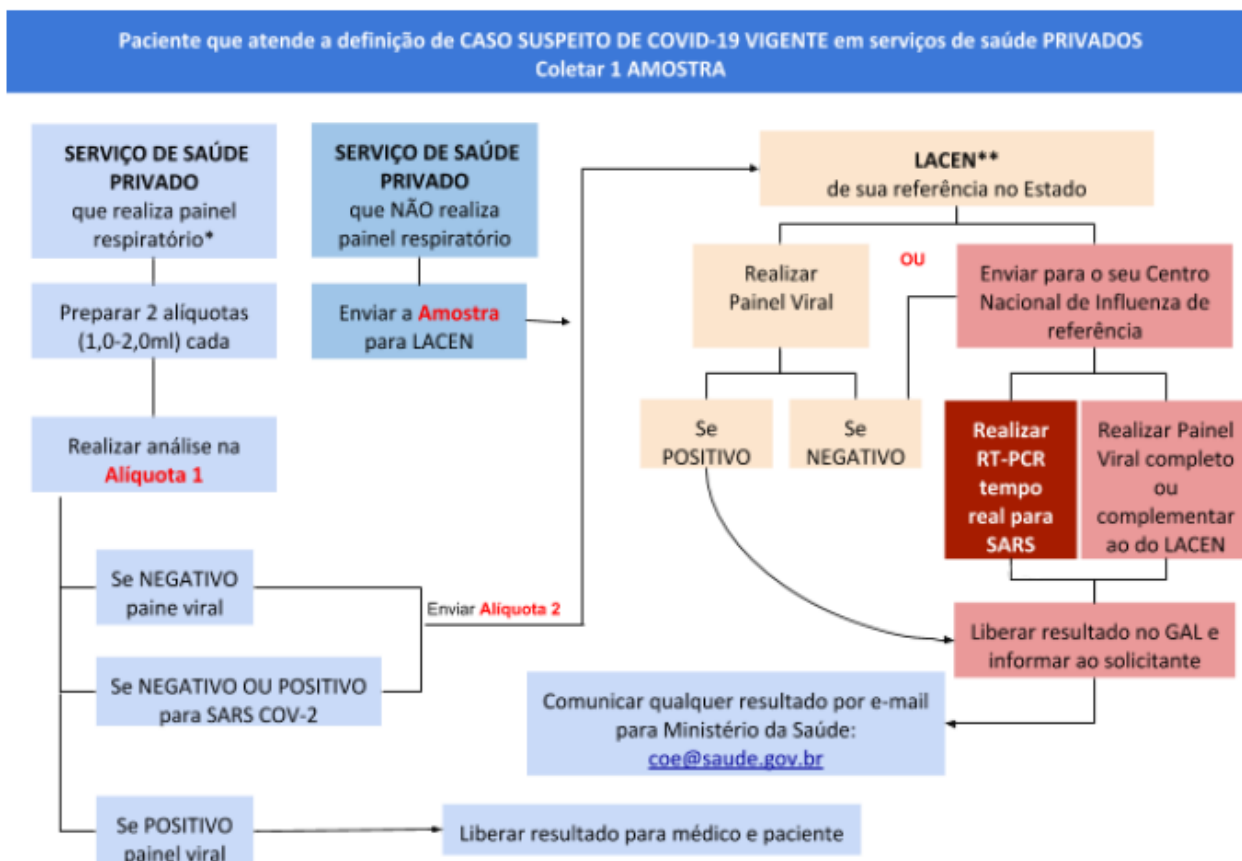 Paciente que atende a definição de CASO SUSPEITO DE COVID-19 VIGENTE em serviços de saúde PRIVADOS
Coletar 1 AMOSTRA
SERVIÇO DE SAÚDE
PRIVADO
que realiza painel
respiratório*
SERVIÇO DE SAÚDE
PRIVADO
que NÃO realiza
painel respiratório
LACEN**
de sua referência no Estado
Preparar 2 alíquotas
(1,0-2,0ml) cada
Enviar a Amostra
para LACEN
Realizar
Painel Viral
OU
Enviar para o seu Centro
Nacional de Influenza de
referência
Realizar análise na
Alíquota 1
Se
POSITIVO
Se
NEGATIVO
Realizar
RT-PCR
tempo
real para
SARS
Realizar Painel
Viral completo
ou
complementar
ao do LACEN
Se NEGATIVO
paine viral
Enviar Alíquota 2
Se NEGATIVO OU POSITIVO
para SARS COV-2
Liberar resultado no GAL e
informar ao solicitante
Comunicar qualquer resultado por e-mail
para Ministério da Saúde:
coe@saude.gov.br
Se POSITIVO
painel viral
Liberar resultado para médico e paciente